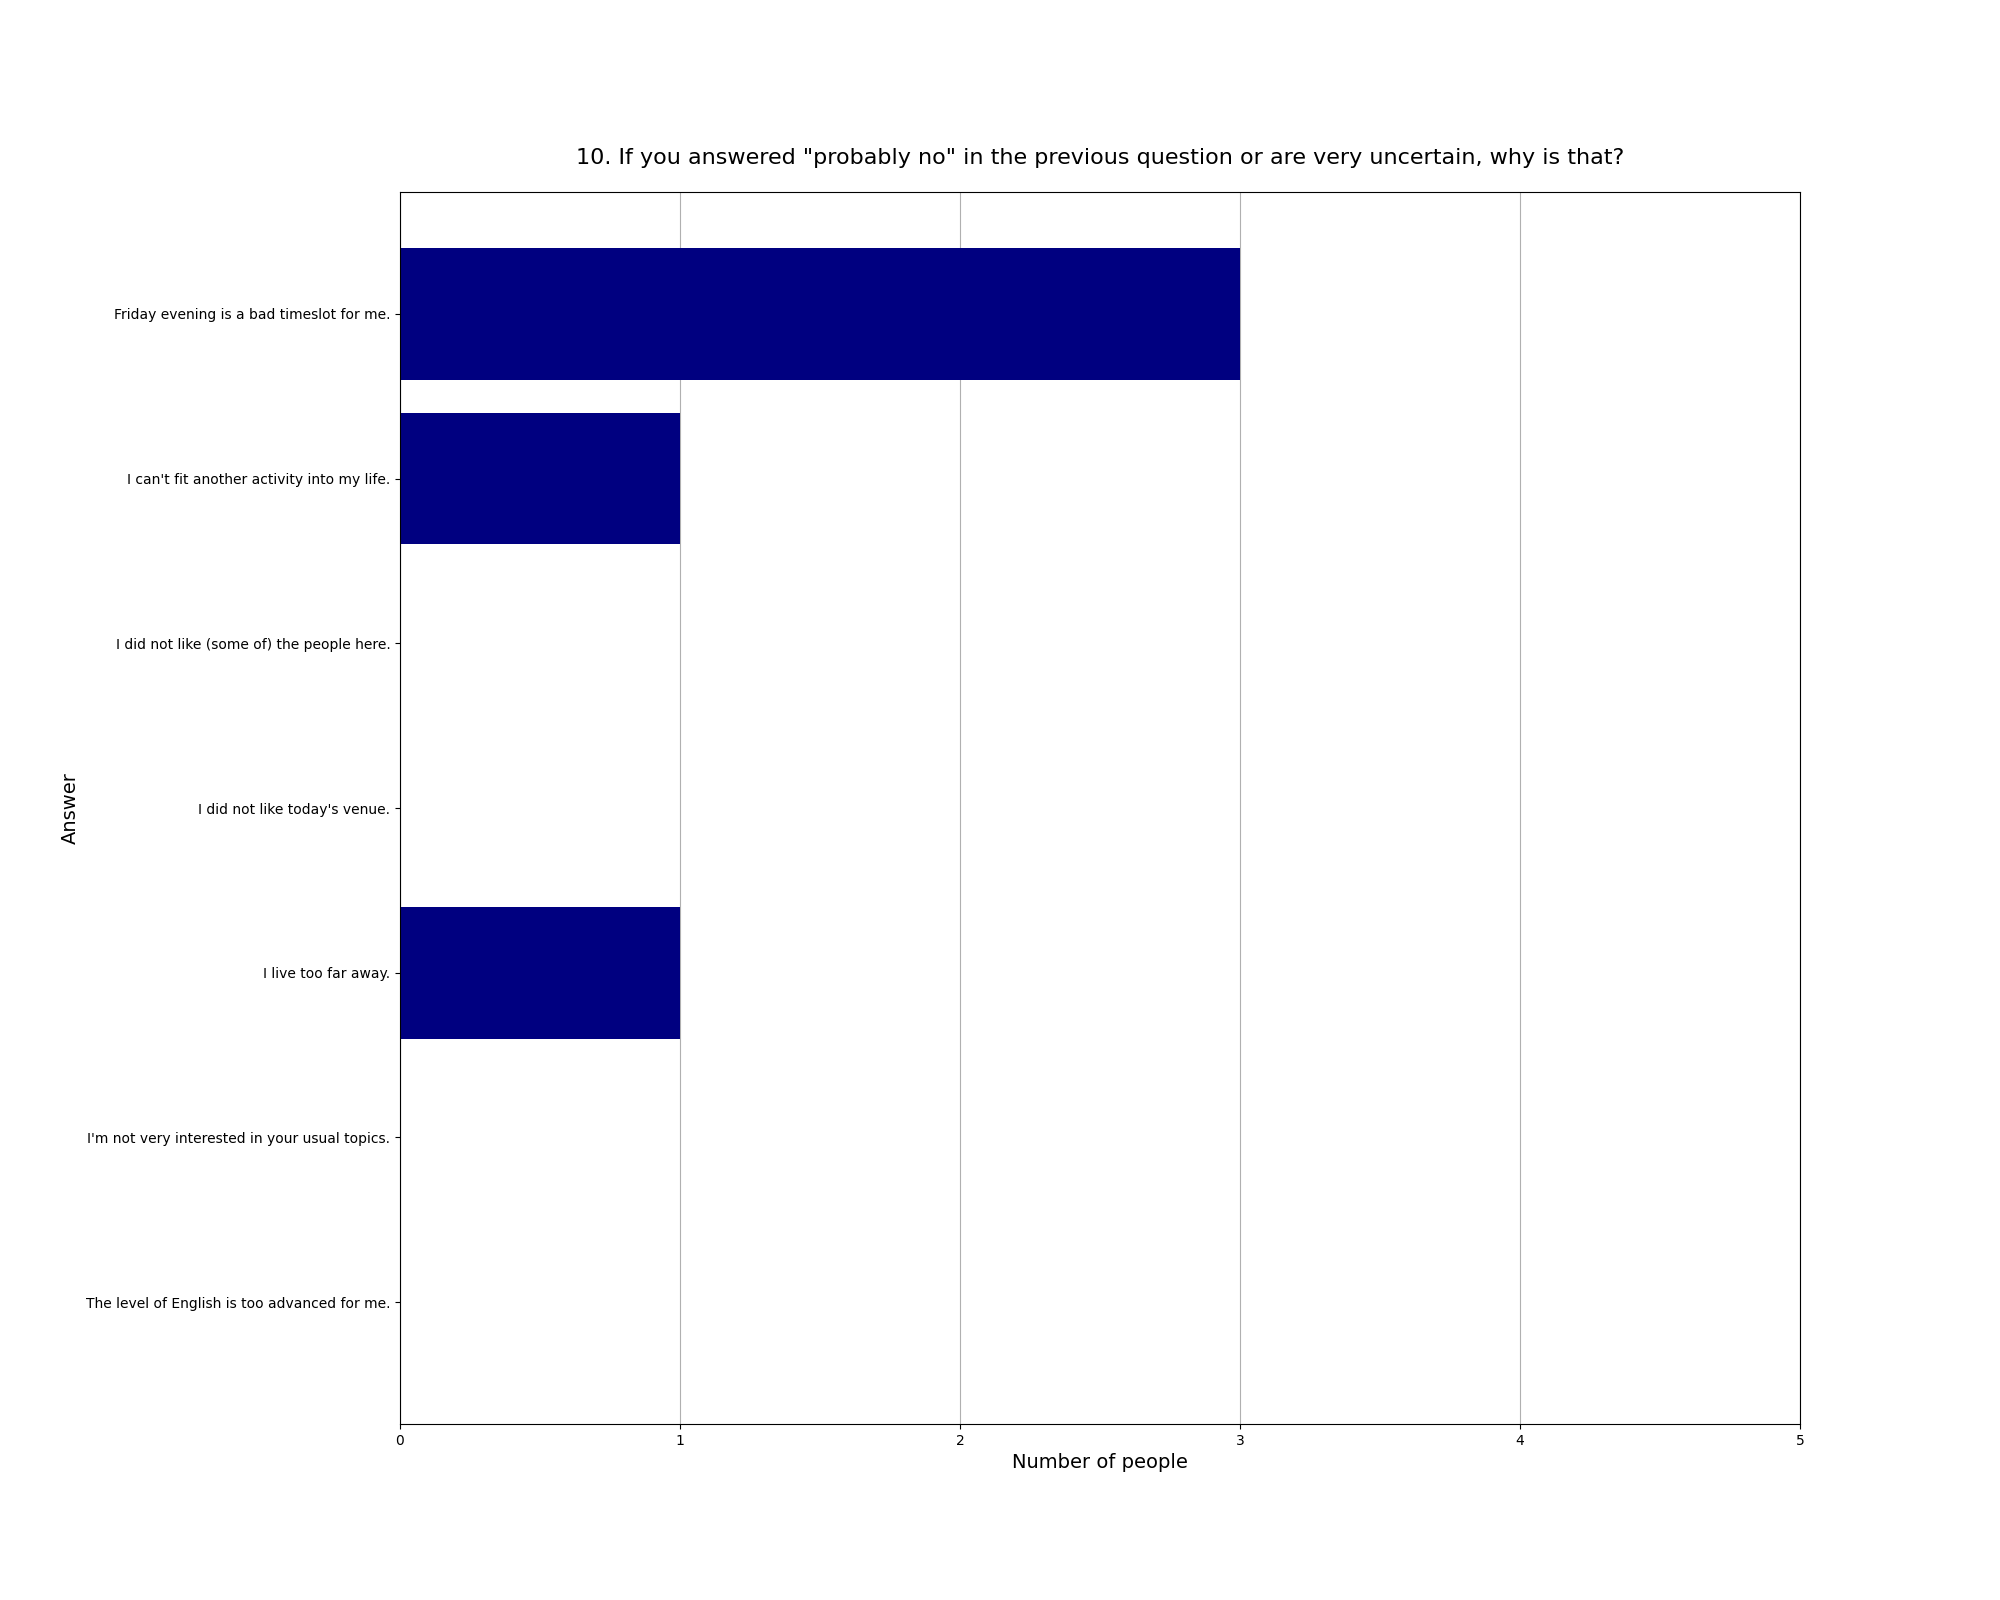 10. If you answered "probably no" in the previous question or are very uncertain, why is that?
Friday evening is a bad timeslot for me.
I can't fit another activity into my life.
I did not like (some of) the people here.
I did not like today's venue.
I live too far away.
I'm not very interested in your usual topics.
The level of English is too advanced for me.
Answer
0 1 2 3 4 5
Number of people